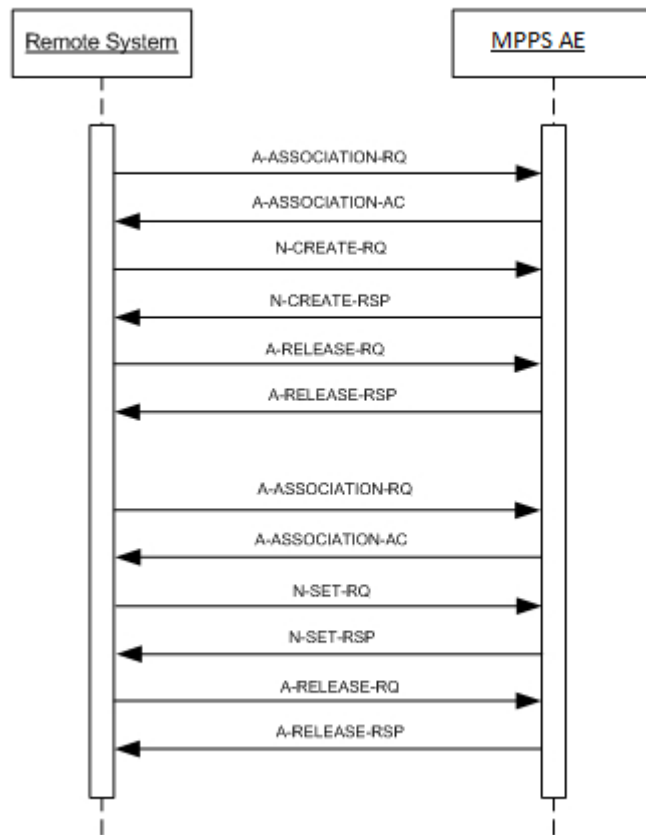 Remote System
MPPS AE
A-ASSOCIATION-RQ
A-ASSOCIATION-AC
N-CREATE-RQ
N-CREATE-RSP
A-RELEASE-RQ
A-RELEASE-RSP
A-ASSOCIATION-RQ
A-ASSOCIATION-AC
N-SET-RQ
N-SET-RSP
A-RELEASE-RQ
A-RELEASE-RSP